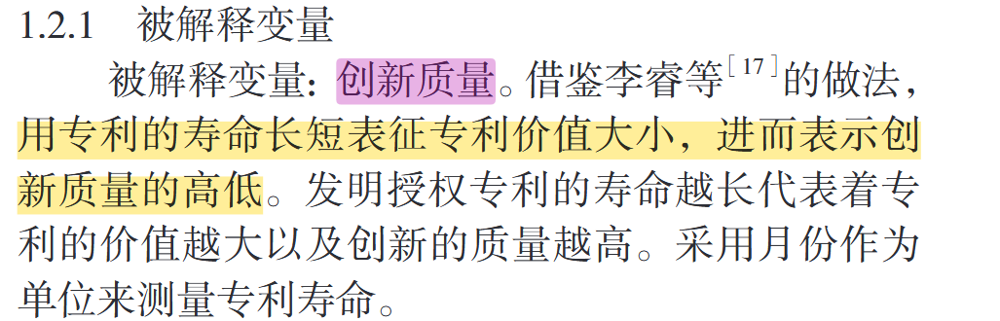 1.2.1 被解释变量
被解释变量：创新质量。借鉴李睿等[17]的做法，
用专利的寿命长短表征专利价值大小，进而表示创
新质量的高低。发明授权专利的寿命越长代表着专
利的价值越大以及创新的质量越高。采用月份作为
单位来测量专利寿命。